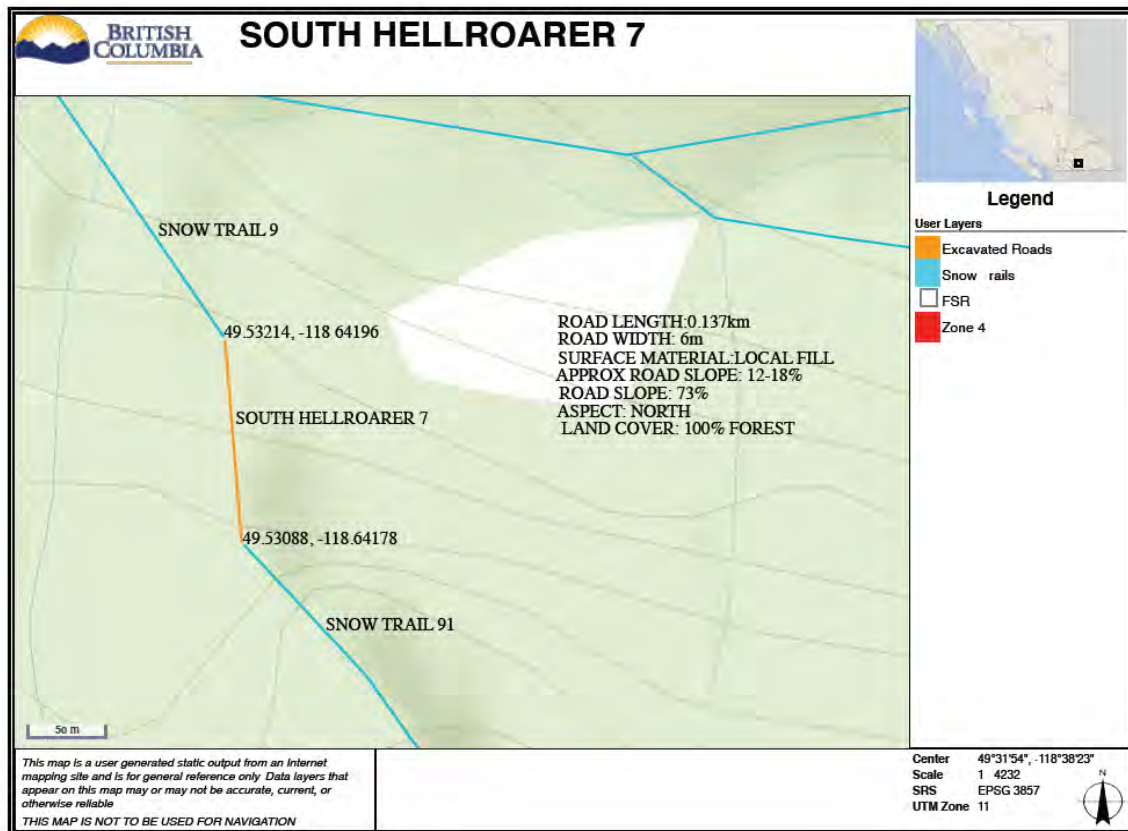 BRITISH
COLUMBIA
SOUTH HELLROARER 7
SNOW TRAIL 9
49.53214, -118 64196
SOUTH HELLROARER 7
49.53088, -118.64178
SNOW TRAIL 91
ROAD LENGTH:0.137km
ROAD WIDTH: 6m
SURFACE MATERIAL:LOCAL FILL
APPROX ROAD SLOPE: 12-18%
ROAD SLOPE: 73%
ASPECT: NORTH
LAND COVER: 100% FOREST
50 m
Legend
User Layers
Excavated Roads
Snow rails
FSR
Zone 4
This map is a user generated static output from an Internet
mapping site and is for general reference only Data layers that
appear on this map may or may not be accurate, current, or
otherwise reliable
THIS MAP IS NOT TO BE USED FOR NAVIGATION
Center 49°31'54", -118°38'23"
Scale 1 4232
SRS EPSG 3857
UTM Zone 11
N